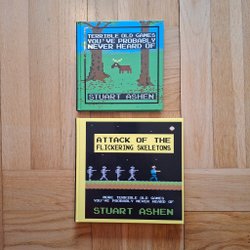 TERRIBLE OLD GAMES
YOU'VE PROBABLY
NEVER HEARD OF
STUART ASHEN
ATTACK OF THE
FLICKERING SKELETONS
MORE TERRIBLE OLD GAMES
YOU'VE PROBABLY NEVER HEARD OF
STUART ASHEN